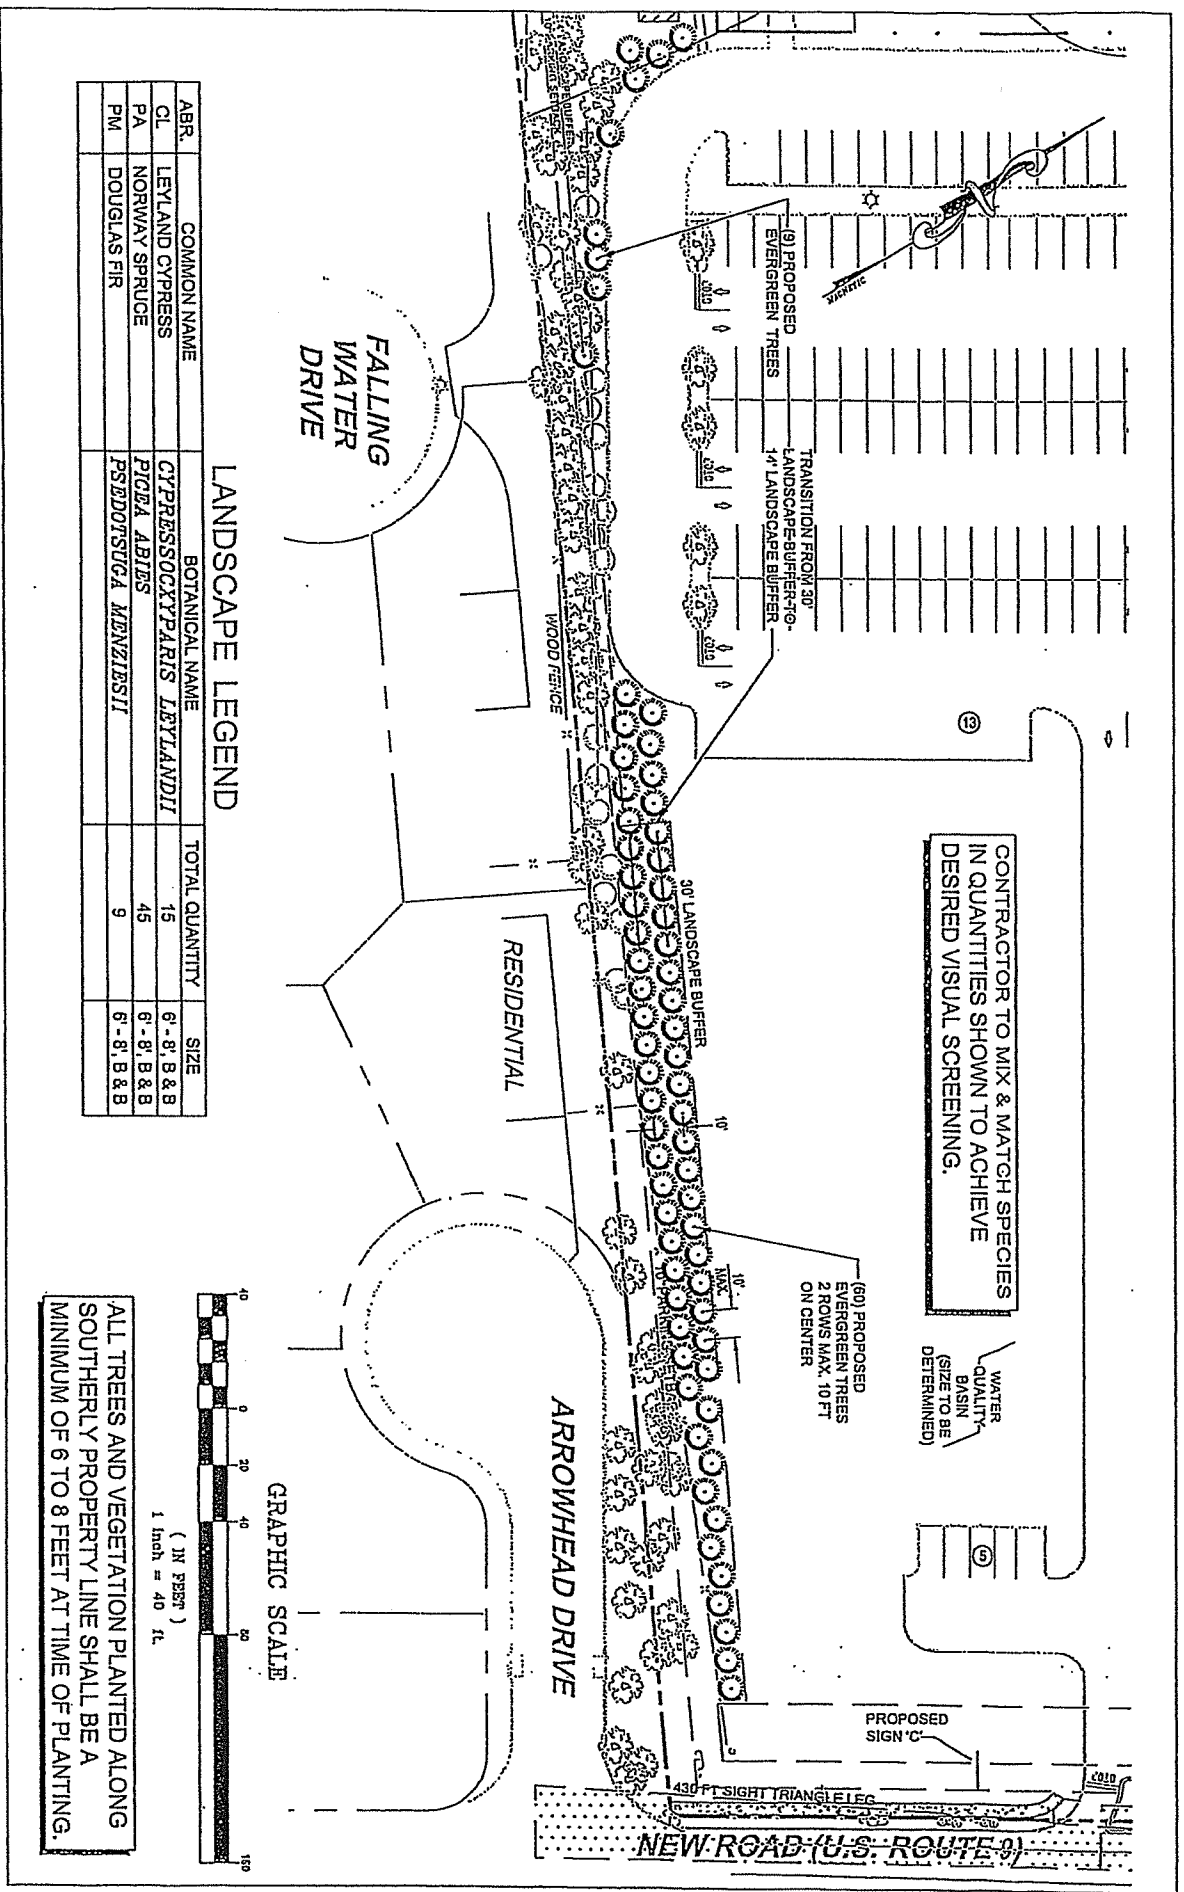 MAGNETIC
(9) PROPOSED
EVERGREEN TREES
TRANSITION FROM 30'
LANDSCAPE-BUFFER-TO-
14' LANDSCAPE BUFFER
13
CONTRACTOR TO MIX & MATCH SPECIES
IN QUANTITIES SHOWN TO ACHIEVE
DESIRED VISUAL SCREENING.
WATER
QUALITY
BASIN
(SIZE TO BE
DETERMINED)
5
30' LANDSCAPE BUFFER
10'
10'
MAX.
(60) PROPOSED
EVERGREEN TREES
2 ROWS MAX. 10 FT
ON CENTER
PROPOSED
SIGN 'C'
430 FT SIGHT TRIANGLE LEG
NEW ROAD (U.S. ROUTE 9)
WOOD FENCE
FALLING
WATER
DRIVE
RESIDENTIAL
ARROWHEAD DRIVE
LANDSCAPE LEGEND
ABR. COMMON NAME BOTANICAL NAME TOTAL QUANTITY SIZE
CL LEYLAND CYPRESS CYPRESSOCXYPARIS LEYLANDII 15 6' - 8', B & B
PA NORWAY SPRUCE PICEA ABIES 45 6' - 8', B & B
PM DOUGLAS FIR PSEDOTSUGA MENZIESII 9 6' - 8', B & B
GRAPHIC SCALE
40 0 20 40 80 160
( IN FEET )
1 inch = 40 ft.
ALL TREES AND VEGETATION PLANTED ALONG
SOUTHERLY PROPERTY LINE SHALL BE A
MINIMUM OF 6 TO 8 FEET AT TIME OF PLANTING.